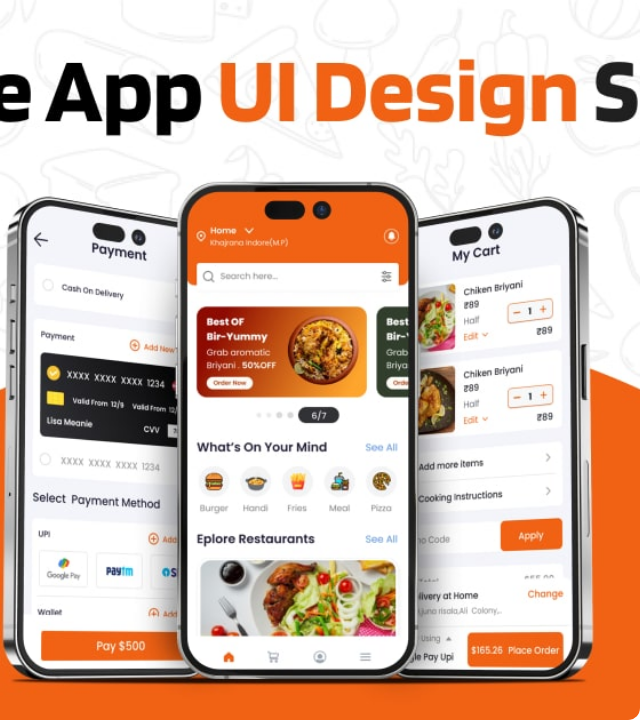 e App UI Design S
Payment
Cash On Delivery
Payment
Add New
XXXX XXXX XXXX 1234
Valid From 12/9 Valid From 12/
Lisa Meanie
CVV
XXXX XXXX XXXX 1234
Select Payment Method
UPI
Add
Google Pay
paytm
SB
Wallet
Add
Pay $500
Home
Khajrana Indore(M.P)
Search here...
Best OF
Bir-Yummy
Grab aromatic
Briyani . 50%OFF
Order Now
Best
Bir-Y
Grab
Briya
Orde
6/7
What's On Your Mind
See All
Burger
Handi
Fries
Meal
Pizza
Eplore Restaurants
See All
My Cart
Chiken Briyani
₹89
Half
Edit
− 1 +
₹89
Chiken Briyani
₹89
Half
Edit
− 1 +
₹89
Add more items
Cooking Instructions
o Code
Apply
livery at Home
Change
juna risala,Ali Colony,..
Using
$165.26 Place Order
le Pay Upi